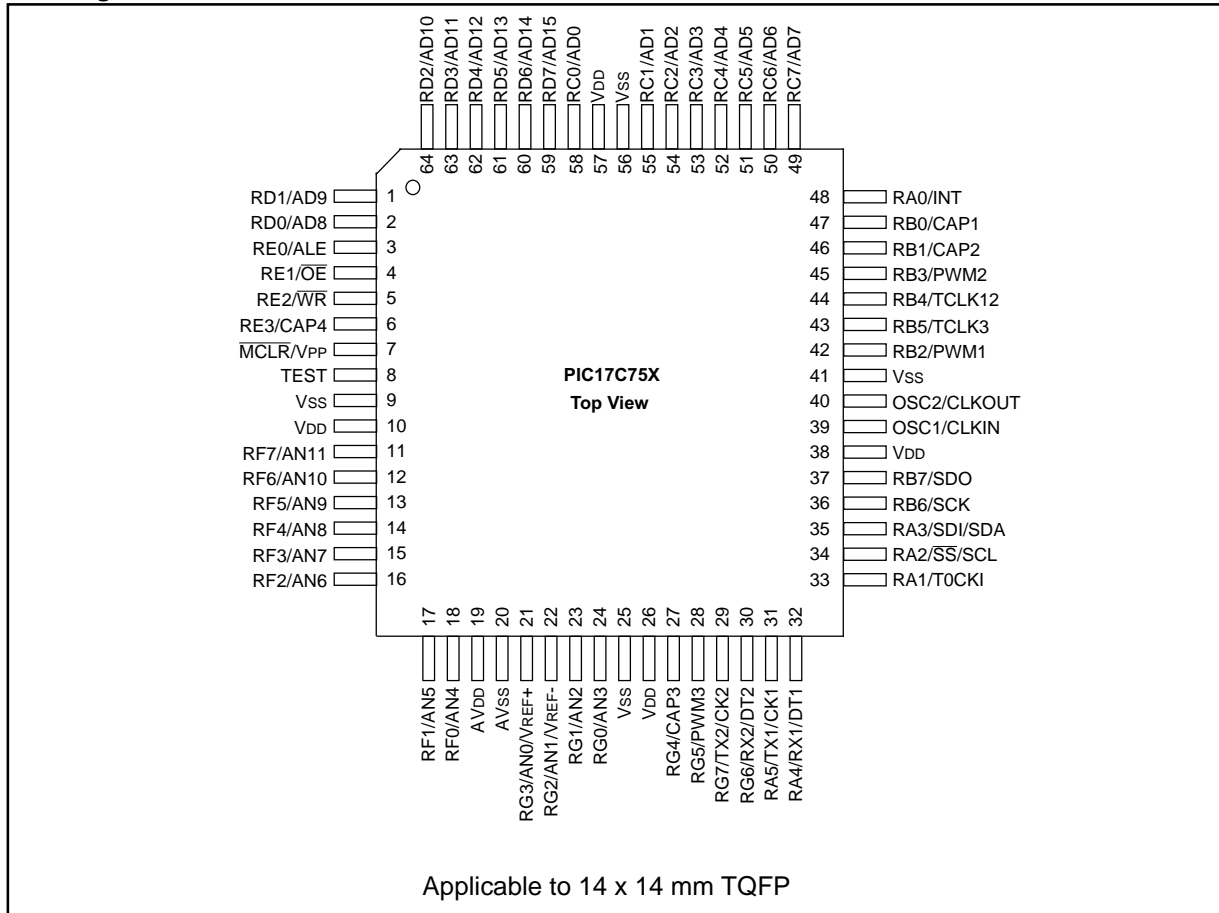 RD2/AD10
RD3/AD11
RD4/AD12
RD5/AD13
RD6/AD14
RD7/AD15
RC0/AD0
VDD
VSS
RC1/AD1
RC2/AD2
RC3/AD3
RC4/AD4
RC5/AD5
RC6/AD6
RC7/AD7
64 63 62 61 60 59 58 57 56 55 54 53 52 51 50 49
RD1/AD9 1
RD0/AD8 2
RE0/ALE 3
RE1/O̅E̅ 4
RE2/W̅R̅ 5
RE3/CAP4 6
M̅C̅L̅R̅/VPP 7
TEST 8
VSS 9
VDD 10
RF7/AN11 11
RF6/AN10 12
RF5/AN9 13
RF4/AN8 14
RF3/AN7 15
RF2/AN6 16
PIC17C75X
Top View
48 RA0/INT
47 RB0/CAP1
46 RB1/CAP2
45 RB3/PWM2
44 RB4/TCLK12
43 RB5/TCLK3
42 RB2/PWM1
41 VSS
40 OSC2/CLKOUT
39 OSC1/CLKIN
38 VDD
37 RB7/SDO
36 RB6/SCK
35 RA3/SDI/SDA
34 RA2/S̅S̅/SCL
33 RA1/T0CKI
17 18 19 20 21 22 23 24 25 26 27 28 29 30 31 32
RF1/AN5
RF0/AN4
AVDD
AVSS
RG3/AN0/VREF+
RG2/AN1/VREF-
RG1/AN2
RG0/AN3
VSS
VDD
RG4/CAP3
RG5/PWM3
RG7/TX2/CK2
RG6/RX2/DT2
RA5/TX1/CK1
RA4/RX1/DT1
Applicable to 14 x 14 mm TQFP